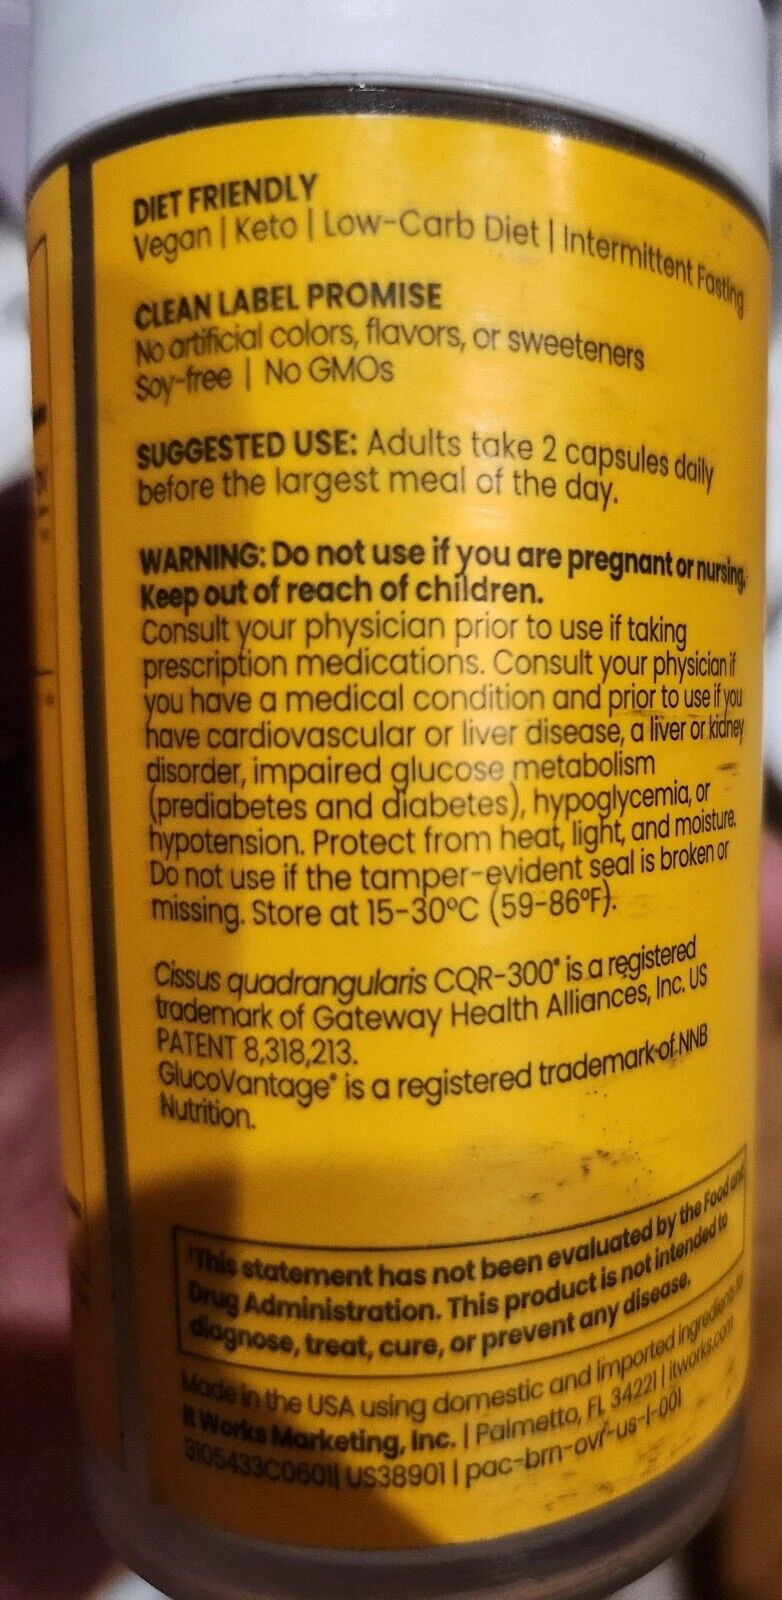 DIET FRIENDLY
Vegan | Keto | Low-Carb Diet | Intermittent Fasting
CLEAN LABEL PROMISE
No artificial colors, flavors, or sweeteners
Soy-free | No GMOs
SUGGESTED USE: Adults take 2 capsules daily
before the largest meal of the day.
WARNING: Do not use if you are pregnant or nursing.
Keep out of reach of children.
Consult your physician prior to use if taking
prescription medications. Consult your physician if
you have a medical condition and prior to use if you
have cardiovascular or liver disease, a liver or kidney
disorder, impaired glucose metabolism
(prediabetes and diabetes), hypoglycemia, or
hypotension. Protect from heat, light, and moisture.
Do not use if the tamper-evident seal is broken or
missing. Store at 15-30°C (59-86°F).
Cissus quadrangularis CQR-300® is a registered
trademark of Gateway Health Alliances, Inc. US
PATENT 8,318,213.
GlucoVantage® is a registered trademark of NNB
Nutrition.
†This statement has not been evaluated by the Food and
Drug Administration. This product is not intended to
diagnose, treat, cure, or prevent any disease.
Made in the USA using domestic and imported ingredients for
It Works Marketing, Inc. | Palmetto, FL 34221 | itworks.com
3105433C0601| US38901 | pac-brn-ovr-us-l-001